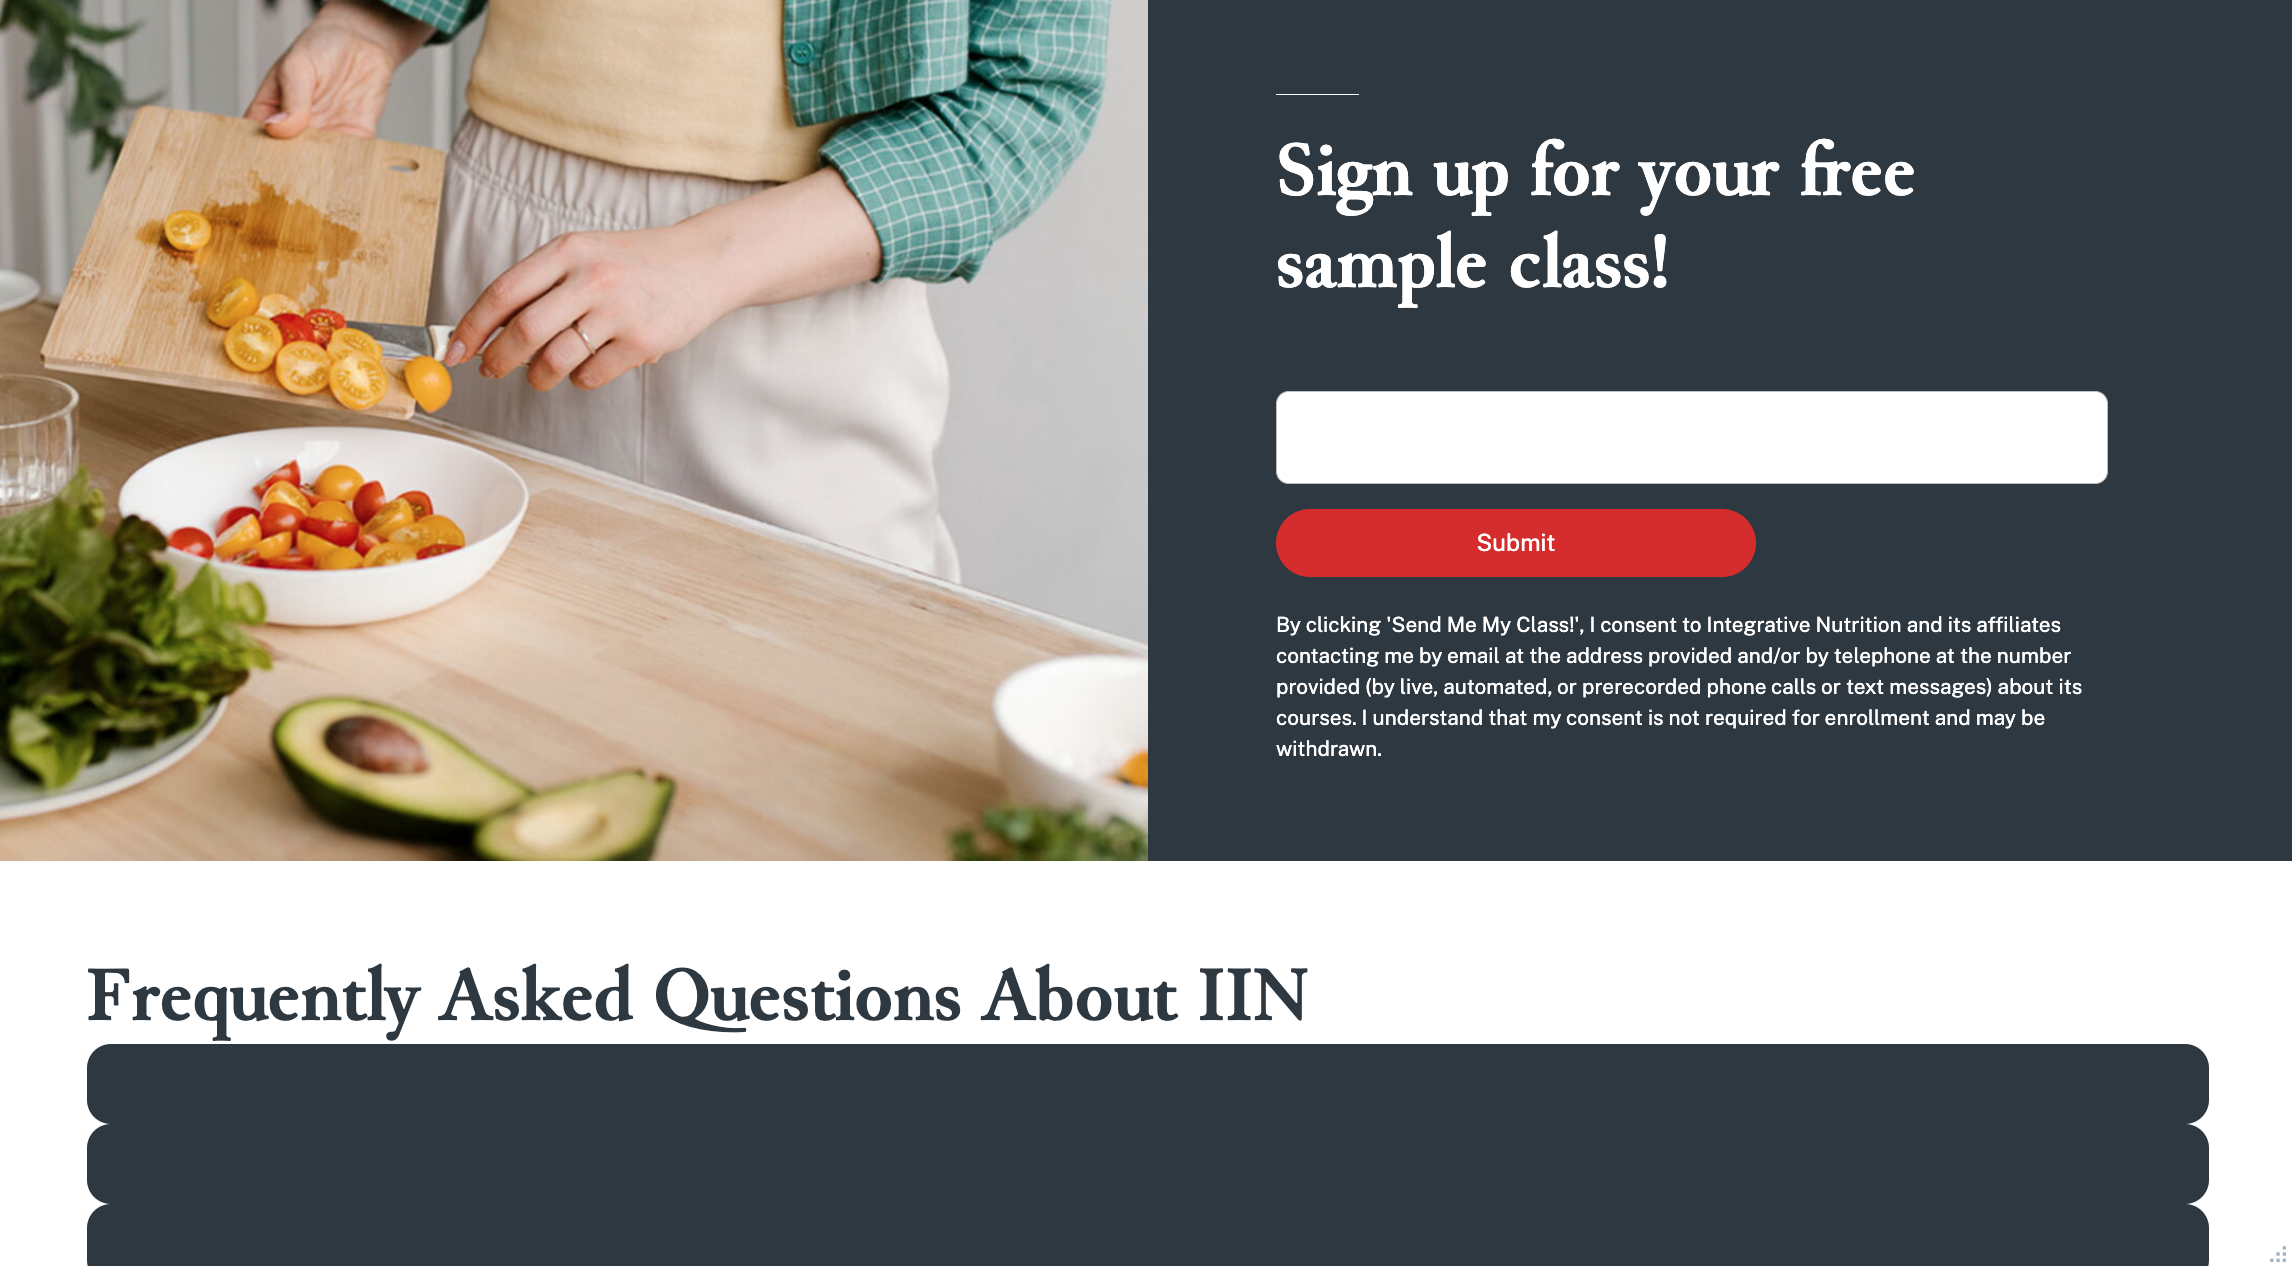 Sign up for your free
sample class!
Submit
By clicking 'Send Me My Class!', I consent to Integrative Nutrition and its affiliates
contacting me by email at the address provided and/or by telephone at the number
provided (by live, automated, or prerecorded phone calls or text messages) about its
courses. I understand that my consent is not required for enrollment and may be
withdrawn.
Frequently Asked Questions About IIN